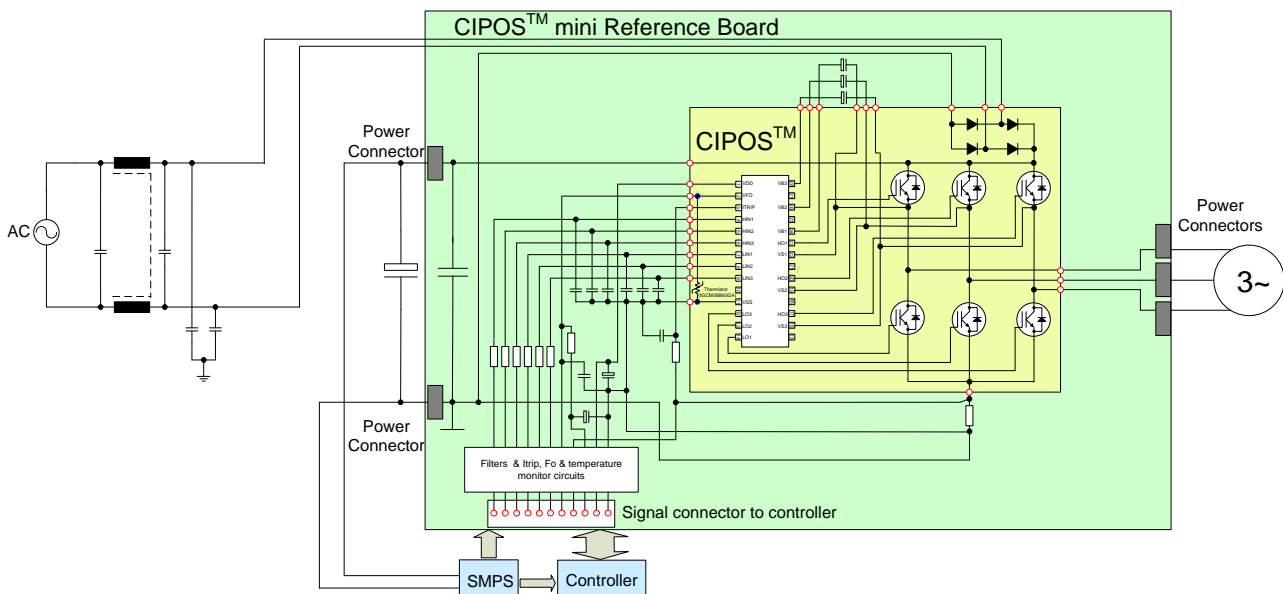 CIPOS™ mini Reference Board
Power
Connector
CIPOS™
AC
Power
Connectors
3~
VDD
VFO
ITRIP
HIN1
HIN2
HIN3
LIN1
LIN2
LIN3
VSS
LO3
LO2
LO1
VB3
VB2
VB1
HO1
VS1
HO2
VS2
HO3
VS3
Thermistor
Power
Connector
Filters & Itrip, Fo & temperature
monitor circuits
Signal connector to controller
SMPS
Controller